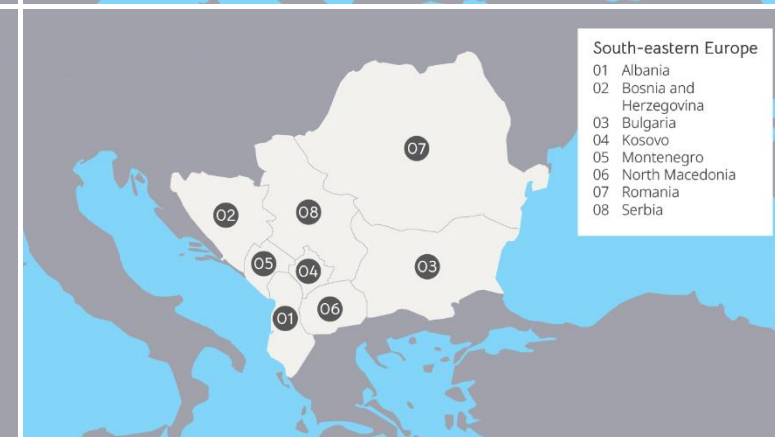 South-eastern Europe
01 Albania
02 Bosnia and
Herzegovina
03 Bulgaria
04 Kosovo
05 Montenegro
06 North Macedonia
07 Romania
08 Serbia
07
02
08
05
04
03
01
06